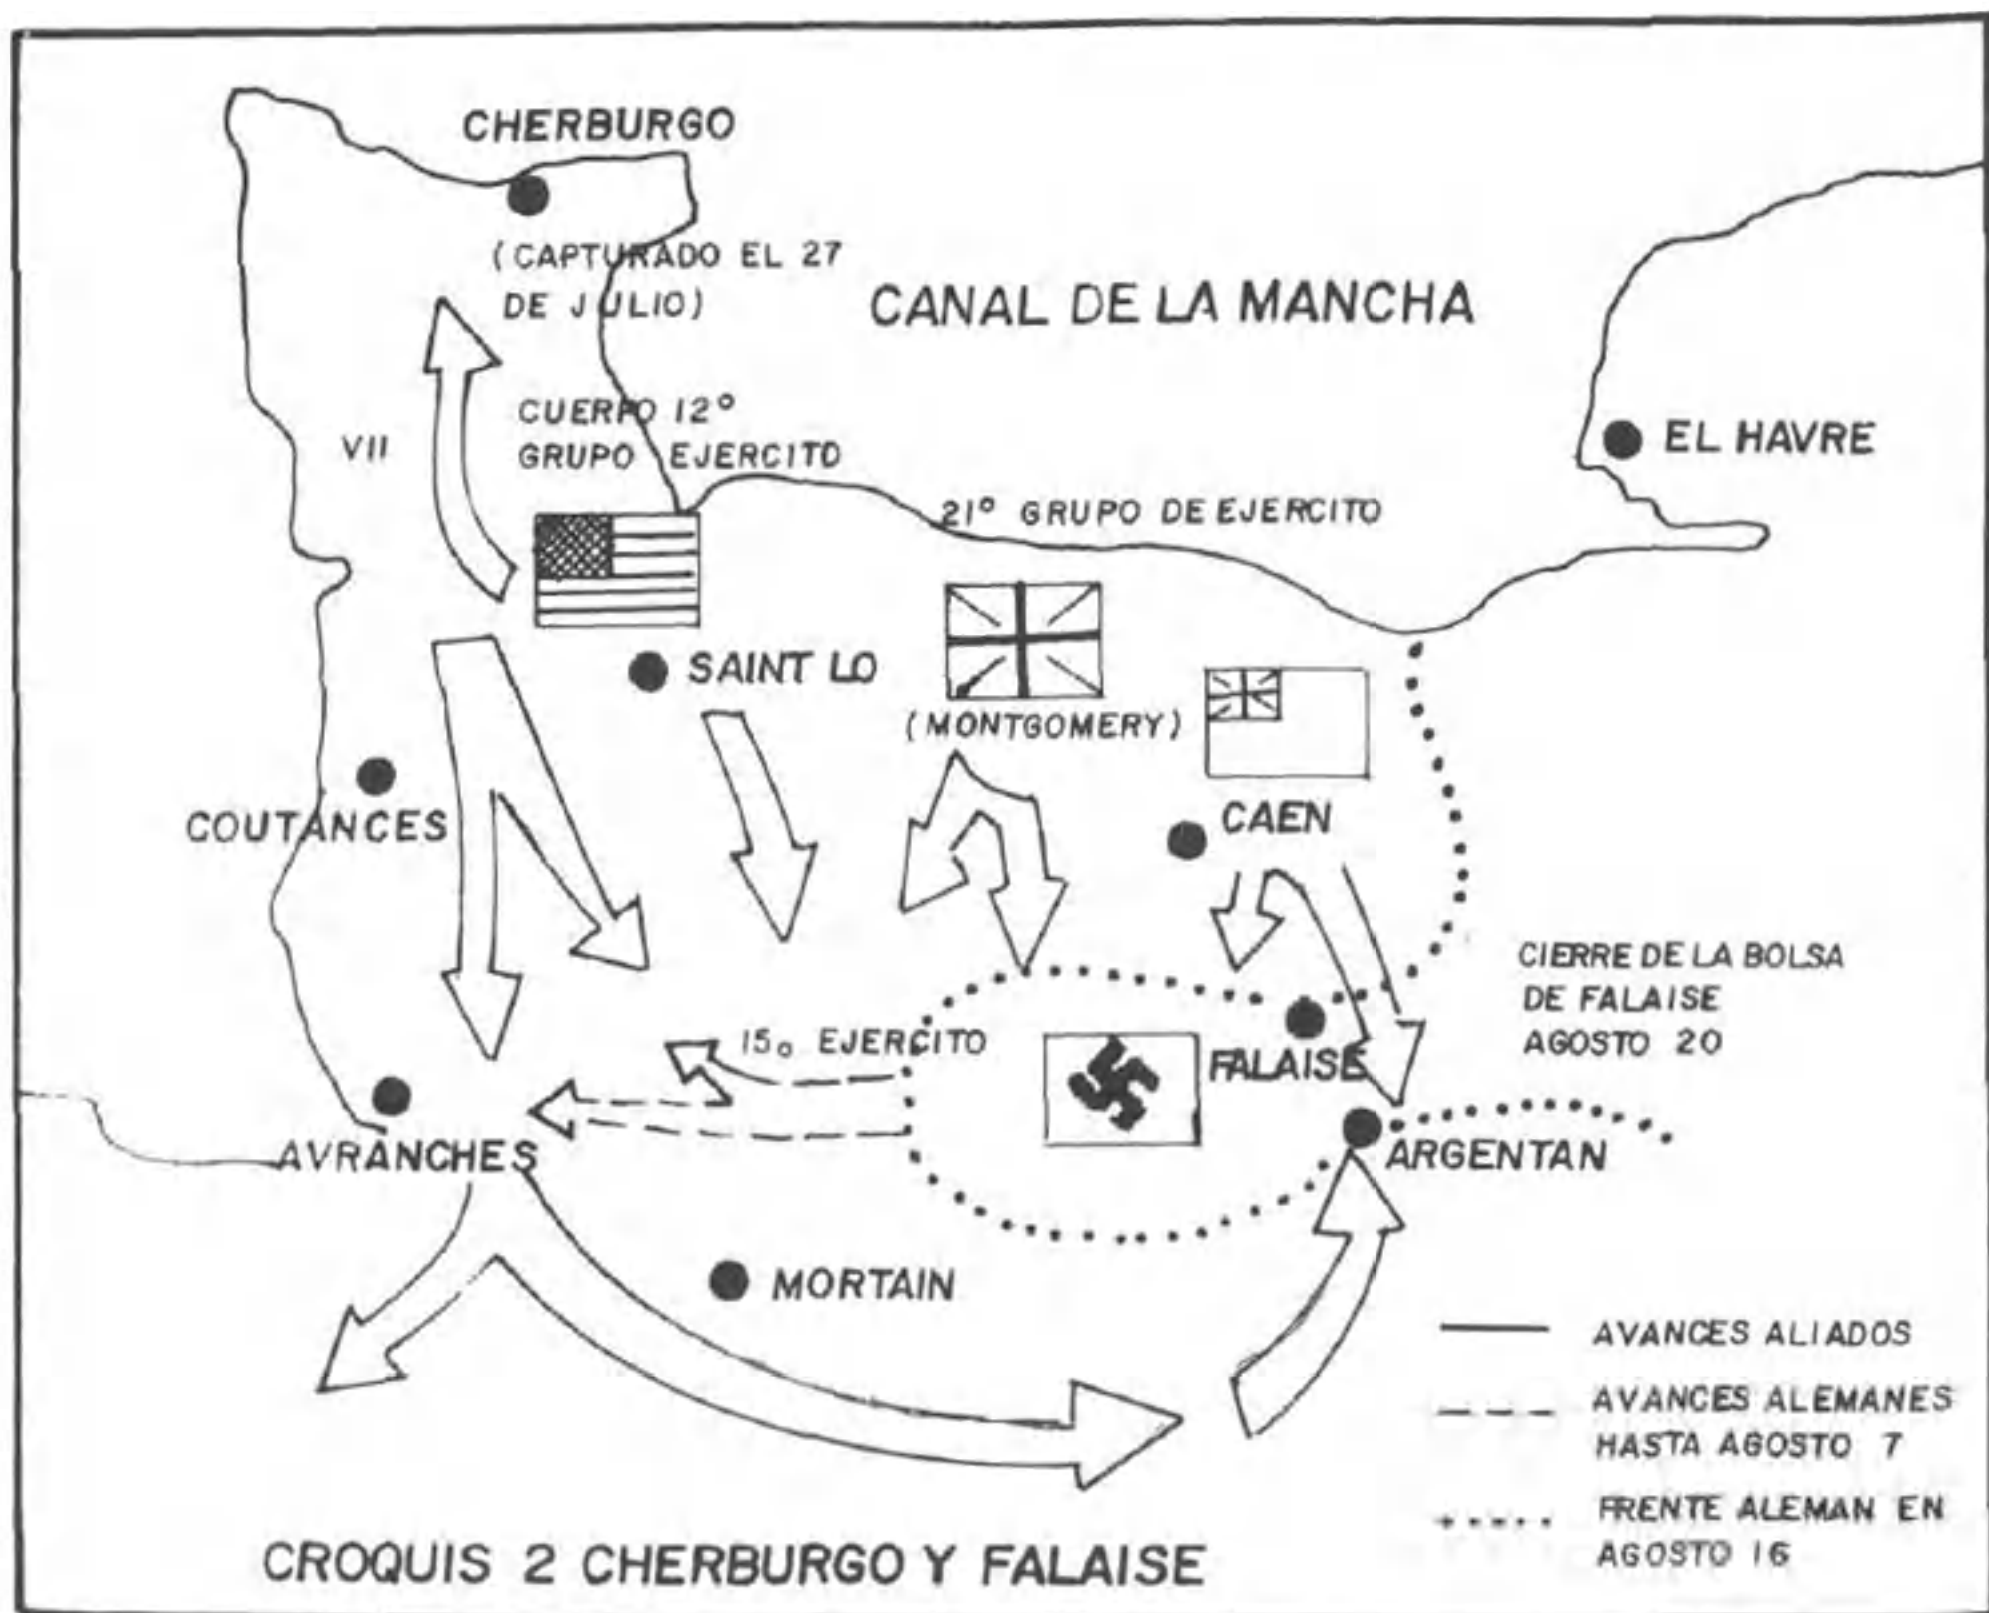 CHERBURGO
(CAPTURADO EL 27
DE JULIO)
CANAL DE LA MANCHA
VII
CUERPO 12º
GRUPO EJERCITO
EL HAVRE
21º GRUPO DE EJERCITO
SAINT LO
(MONTGOMERY)
COUTANCES
CAEN
CIERRE DE LA BOLSA
DE FALAISE
AGOSTO 20
15o EJERCITO
FALAISE
AVRANCHES
ARGENTAN
MORTAIN
AVANCES ALIADOS
AVANCES ALEMANES
HASTA AGOSTO 7
FRENTE ALEMAN EN
AGOSTO 16
CROQUIS 2 CHERBURGO Y FALAISE